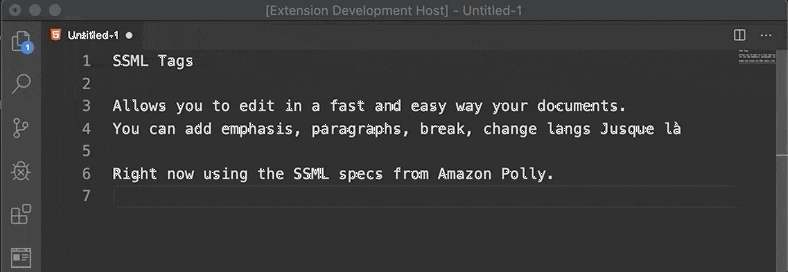 [Extension Development Host] - Untitled-1
Untitled-1
1
1 SSML Tags
2
3 Allows you to edit in a fast and easy way your documents.
4 You can add emphasis, paragraphs, break, change langs Jusque là
5
6 Right now using the SSML specs from Amazon Polly.
7